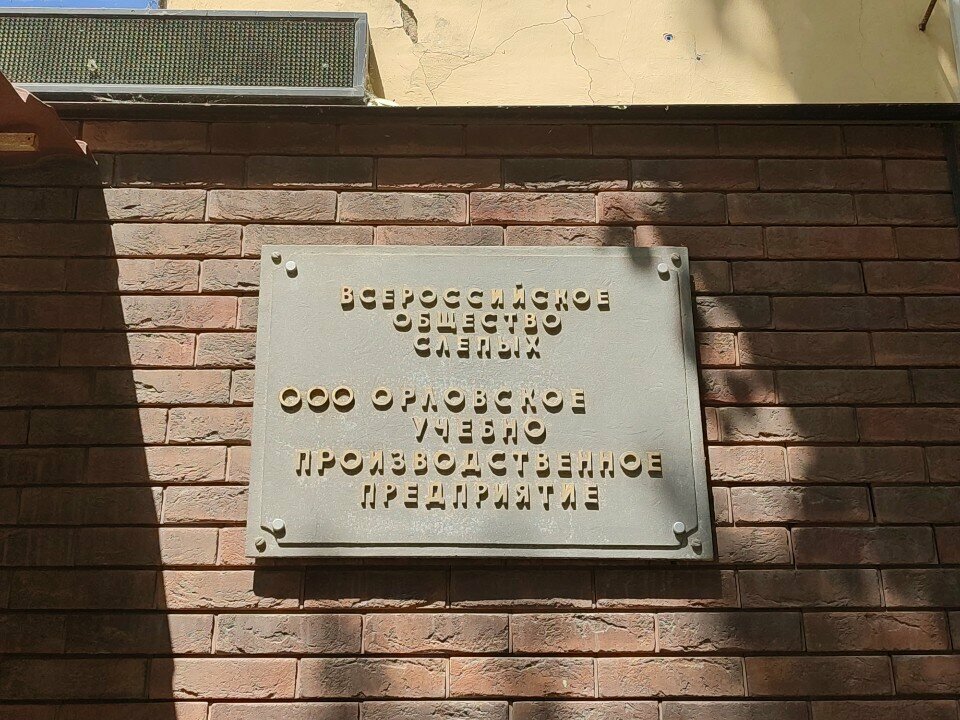 ВСЕРОССИЙСКОЕ
ОБЩЕСТВО
СЛЕПЫХ
ООО ОРЛОВСКОЕ
УЧЕБНО
ПРОИЗВОДСТВЕННОЕ
ПРЕДПРИЯТИЕ